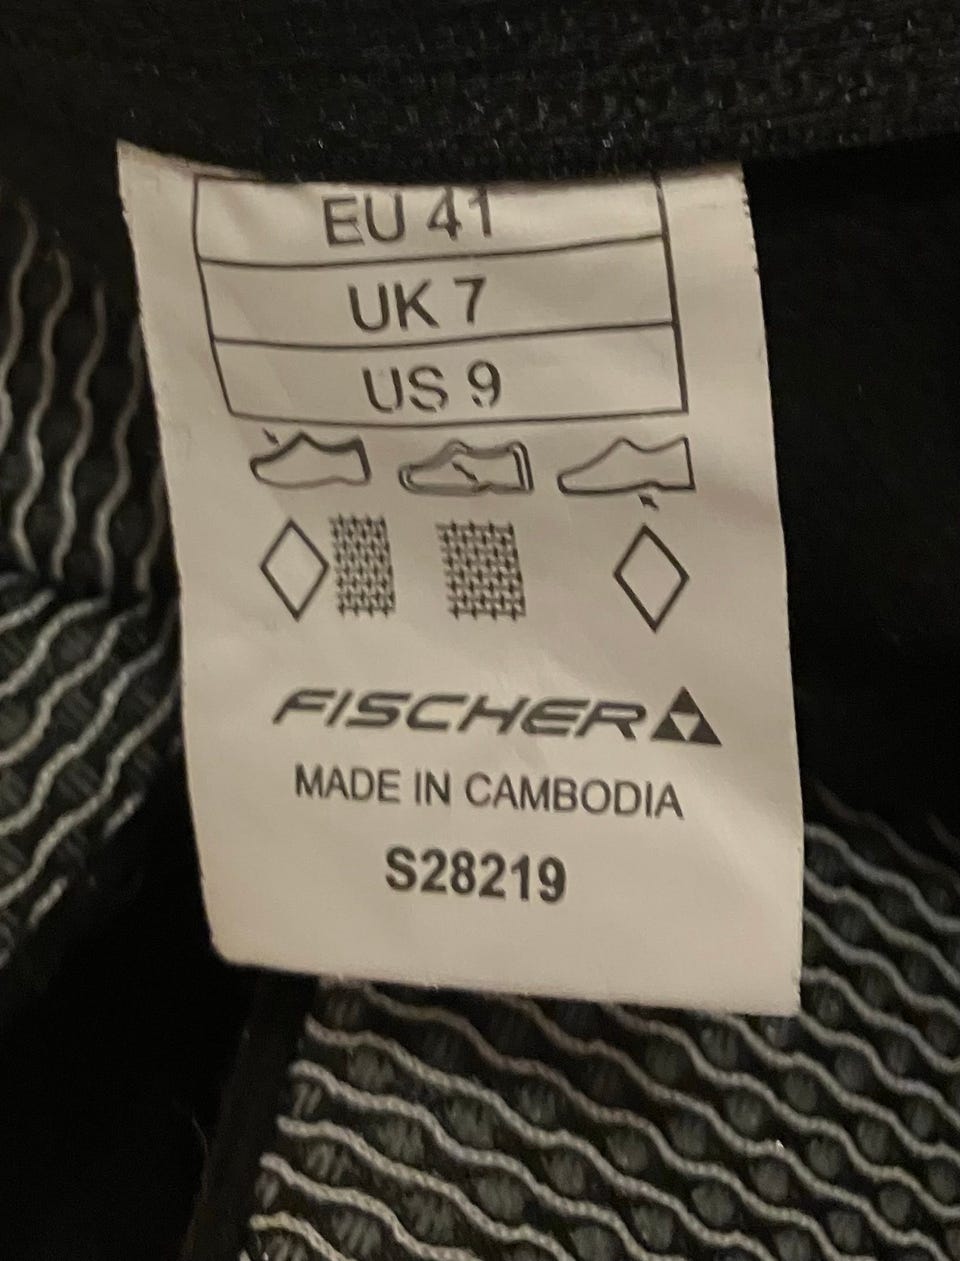 EU 41
UK 7
US 9
FISCHER
MADE IN CAMBODIA
S28219